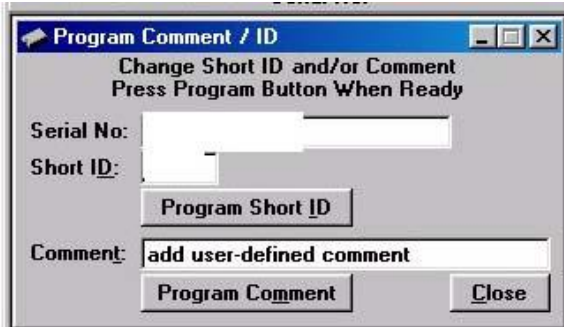 Program Comment / ID
Change Short ID and/or Comment
Press Program Button When Ready
Serial No:
Short ID:
Program Short ID
Comment: add user-defined comment
Program Comment Close